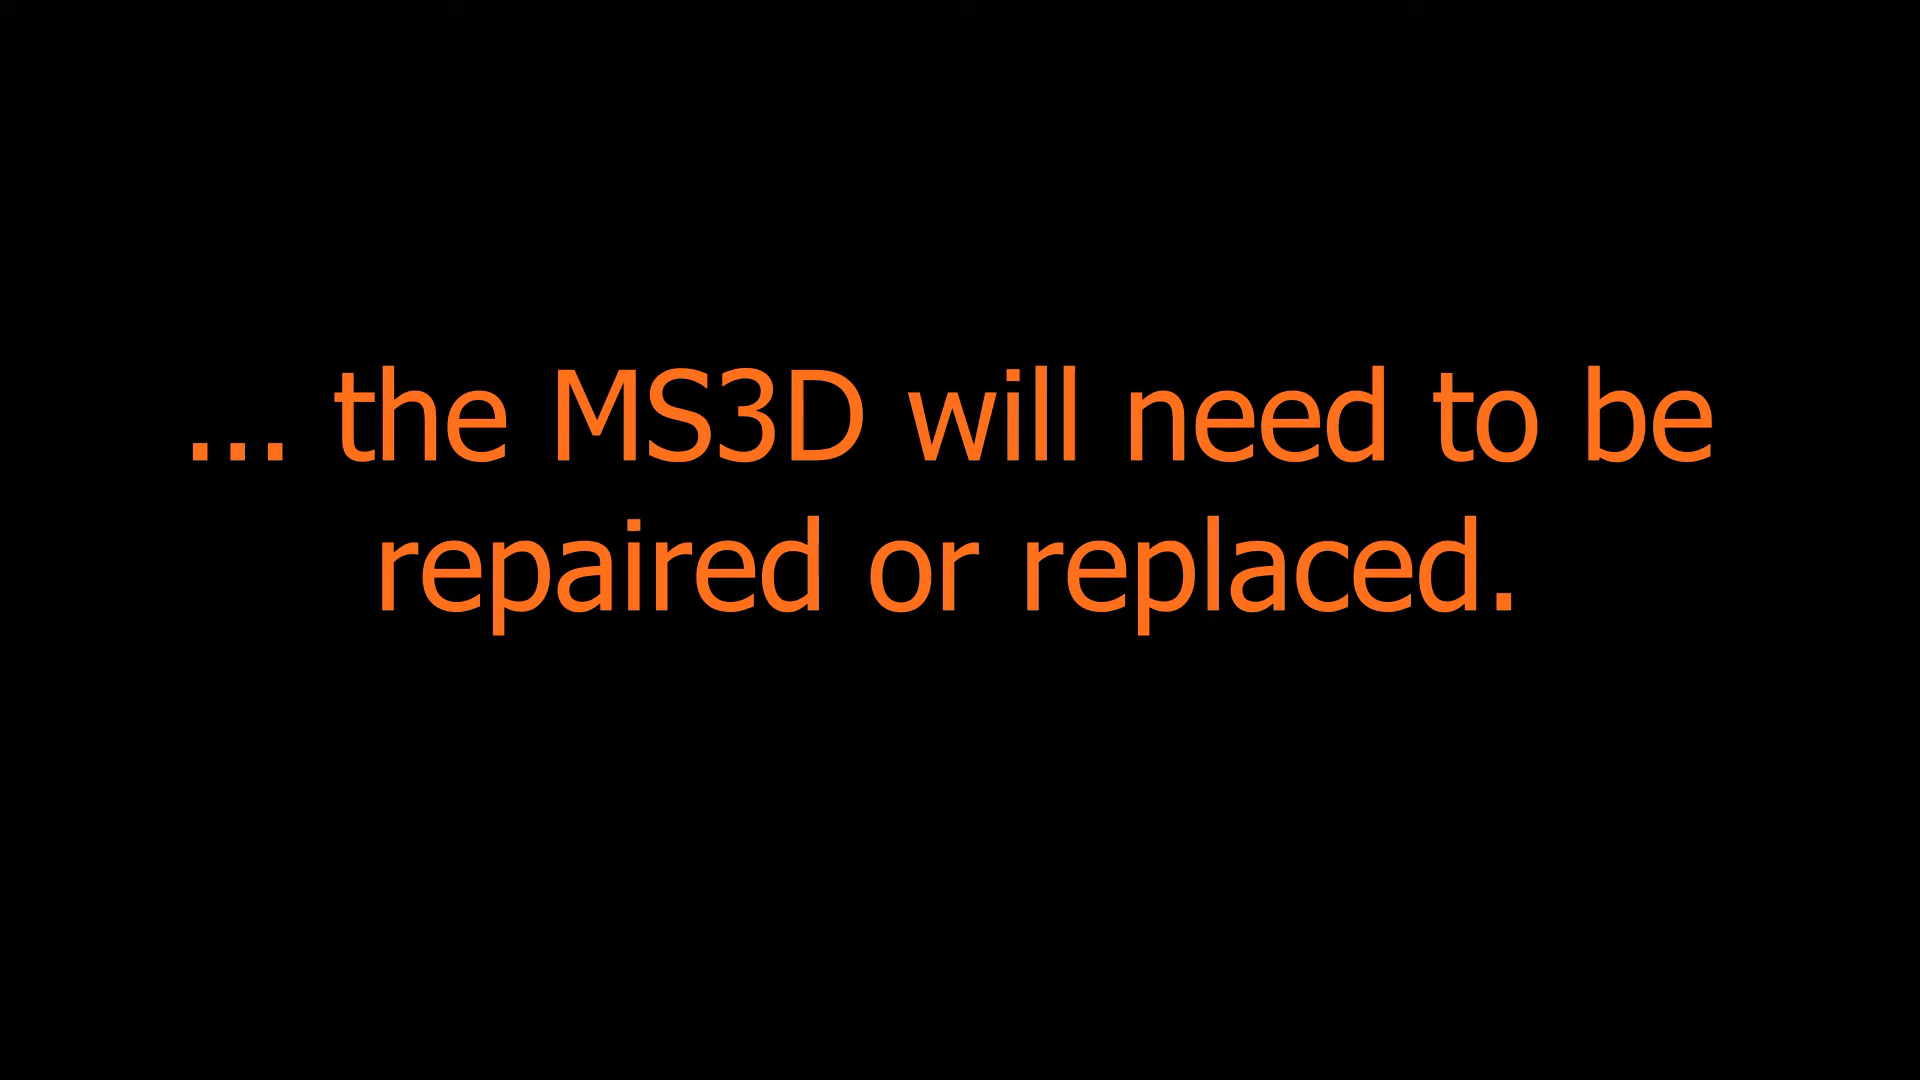 ... the MS3D will need to be
repaired or replaced.